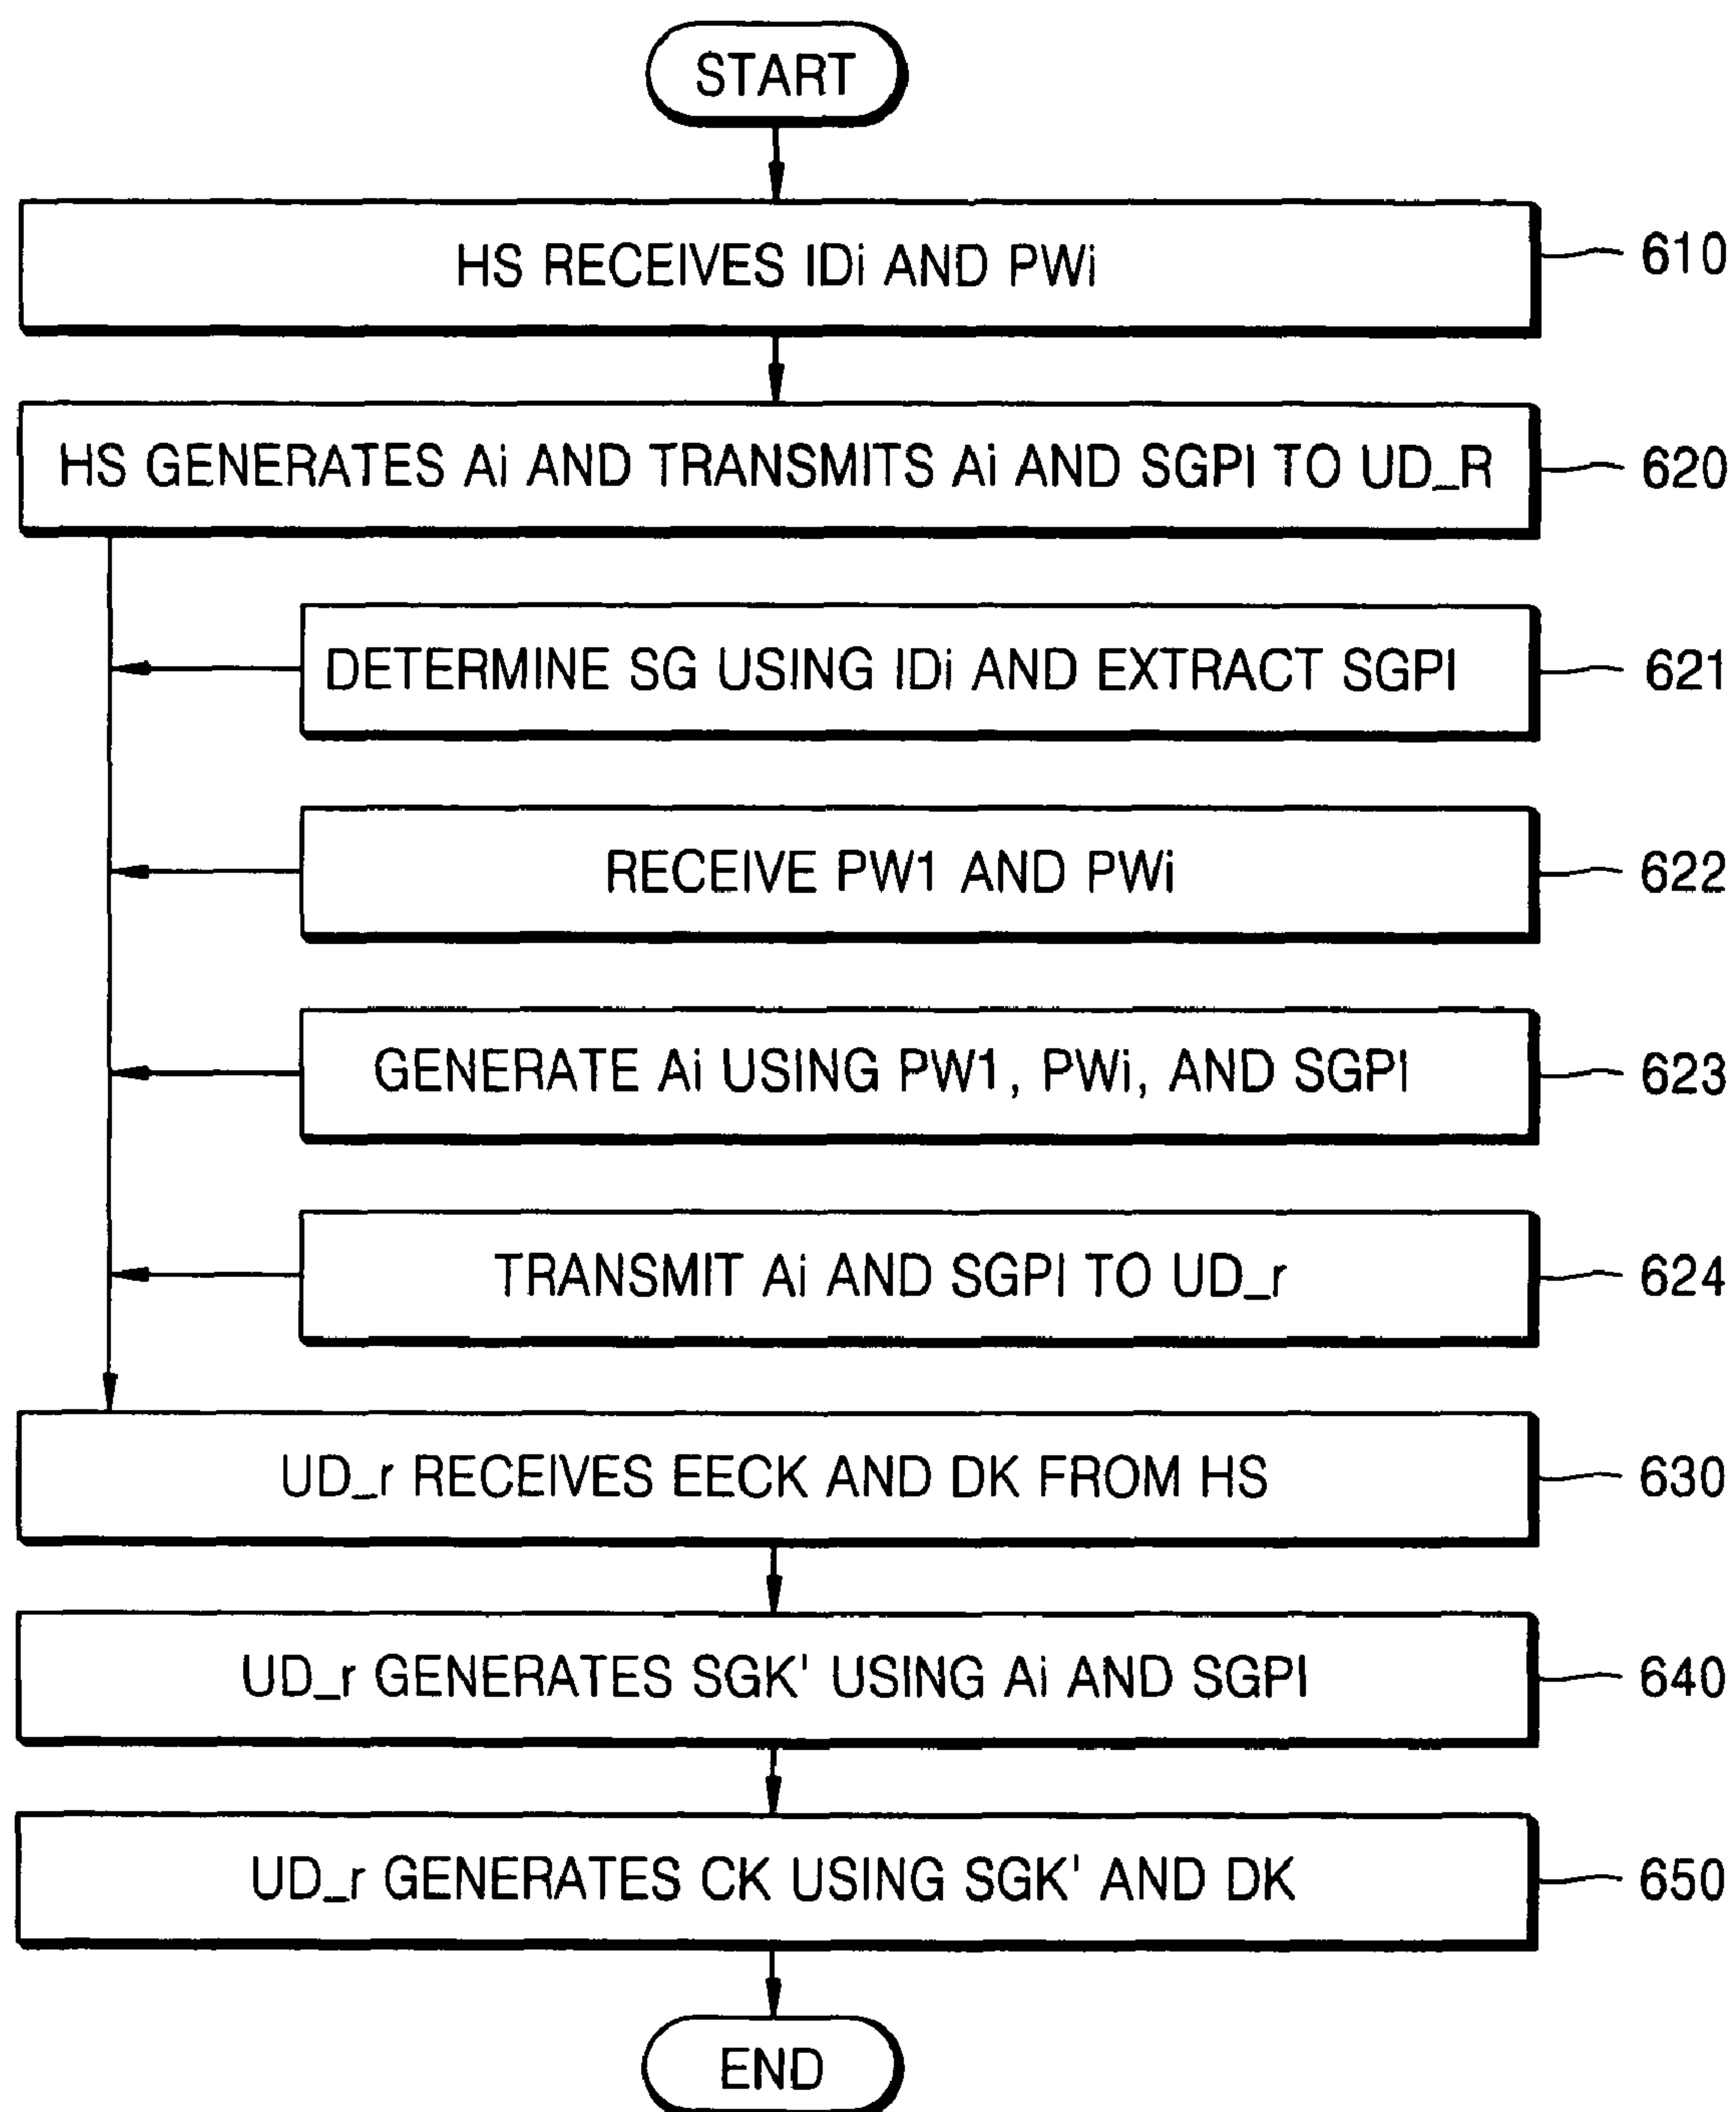 START
HS RECEIVES IDi AND PWi
610
HS GENERATES Ai AND TRANSMITS Ai AND SGPI TO UD_R
620
DETERMINE SG USING IDi AND EXTRACT SGPI
621
RECEIVE PW1 AND PWi
622
GENERATE Ai USING PW1, PWi, AND SGPI
623
TRANSMIT Ai AND SGPI TO UD_r
624
UD_r RECEIVES EECK AND DK FROM HS
630
UD_r GENERATES SGK' USING Ai AND SGPI
640
UD_r GENERATES CK USING SGK' AND DK
650
END